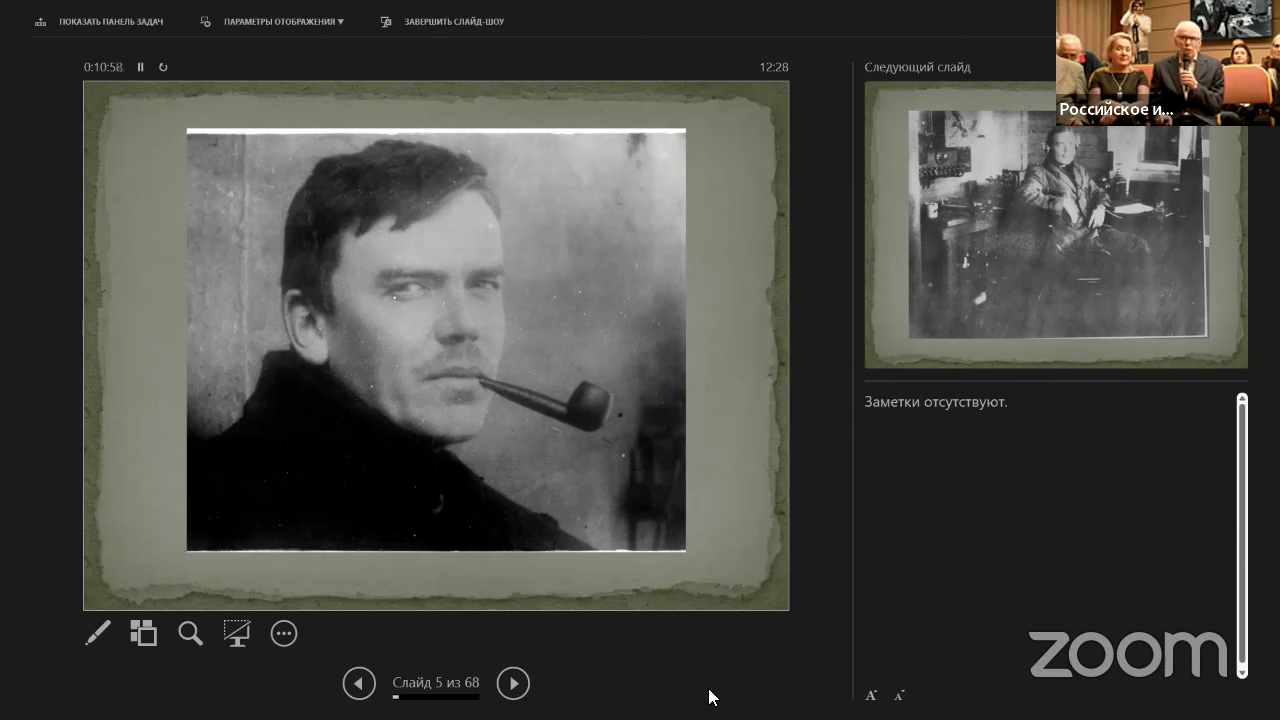 ПОКАЗАТЬ ПАНЕЛЬ ЗАДАЧ
ПАРАМЕТРЫ ОТОБРАЖЕНИЯ ▼
ЗАВЕРШИТЬ СЛАЙД-ШОУ
0:10:58
12:28
Следующий слайд
Российское и...
Заметки отсутствуют.
Слайд 5 из 68
A A
zoom